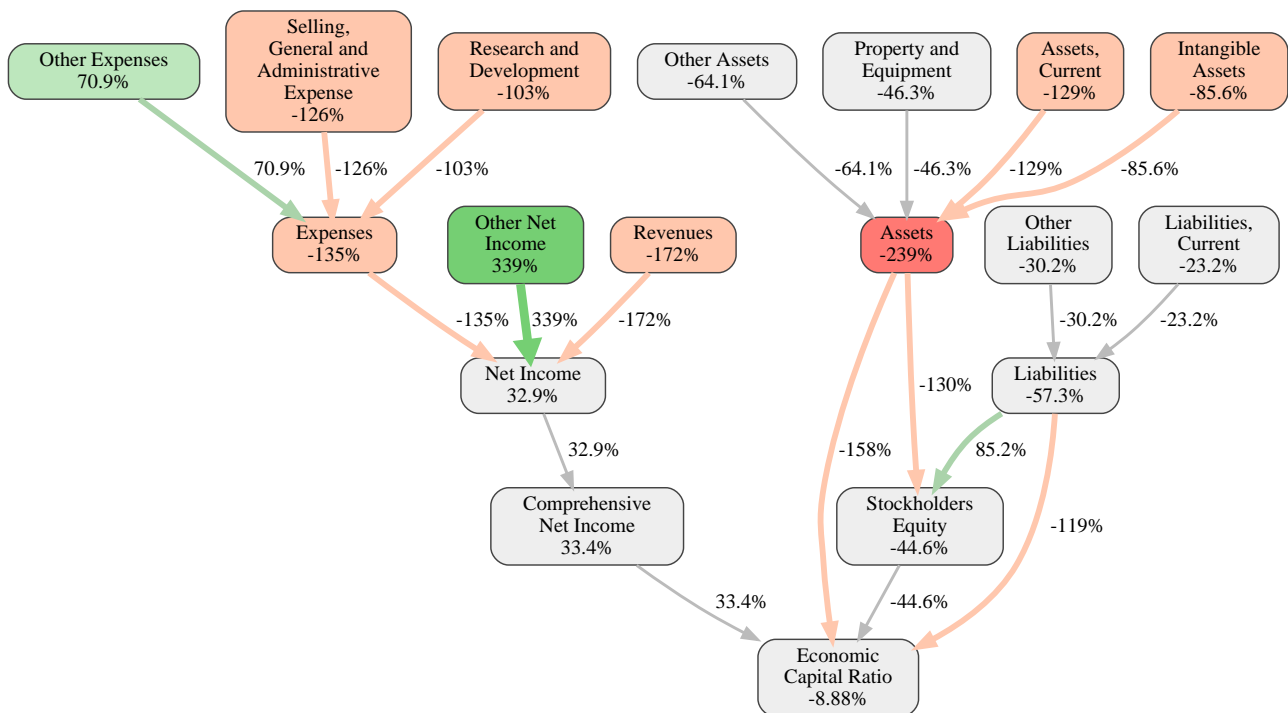 Other Expenses
70.9%
Selling,
General and
Administrative
Expense
-126%
Research and
Development
-103%
Other Assets
-64.1%
Property and
Equipment
-46.3%
Assets,
Current
-129%
Intangible
Assets
-85.6%
70.9%
-126%
-103%
-64.1%
-46.3%
-129%
-85.6%
Expenses
-135%
Other Net
Income
339%
Revenues
-172%
Assets
-239%
Other
Liabilities
-30.2%
Liabilities,
Current
-23.2%
-135%
339%
-172%
-30.2%
-23.2%
Net Income
32.9%
-130%
Liabilities
-57.3%
32.9%
-158%
85.2%
Comprehensive
Net Income
33.4%
Stockholders
Equity
-44.6%
-119%
33.4%
-44.6%
Economic
Capital Ratio
-8.88%